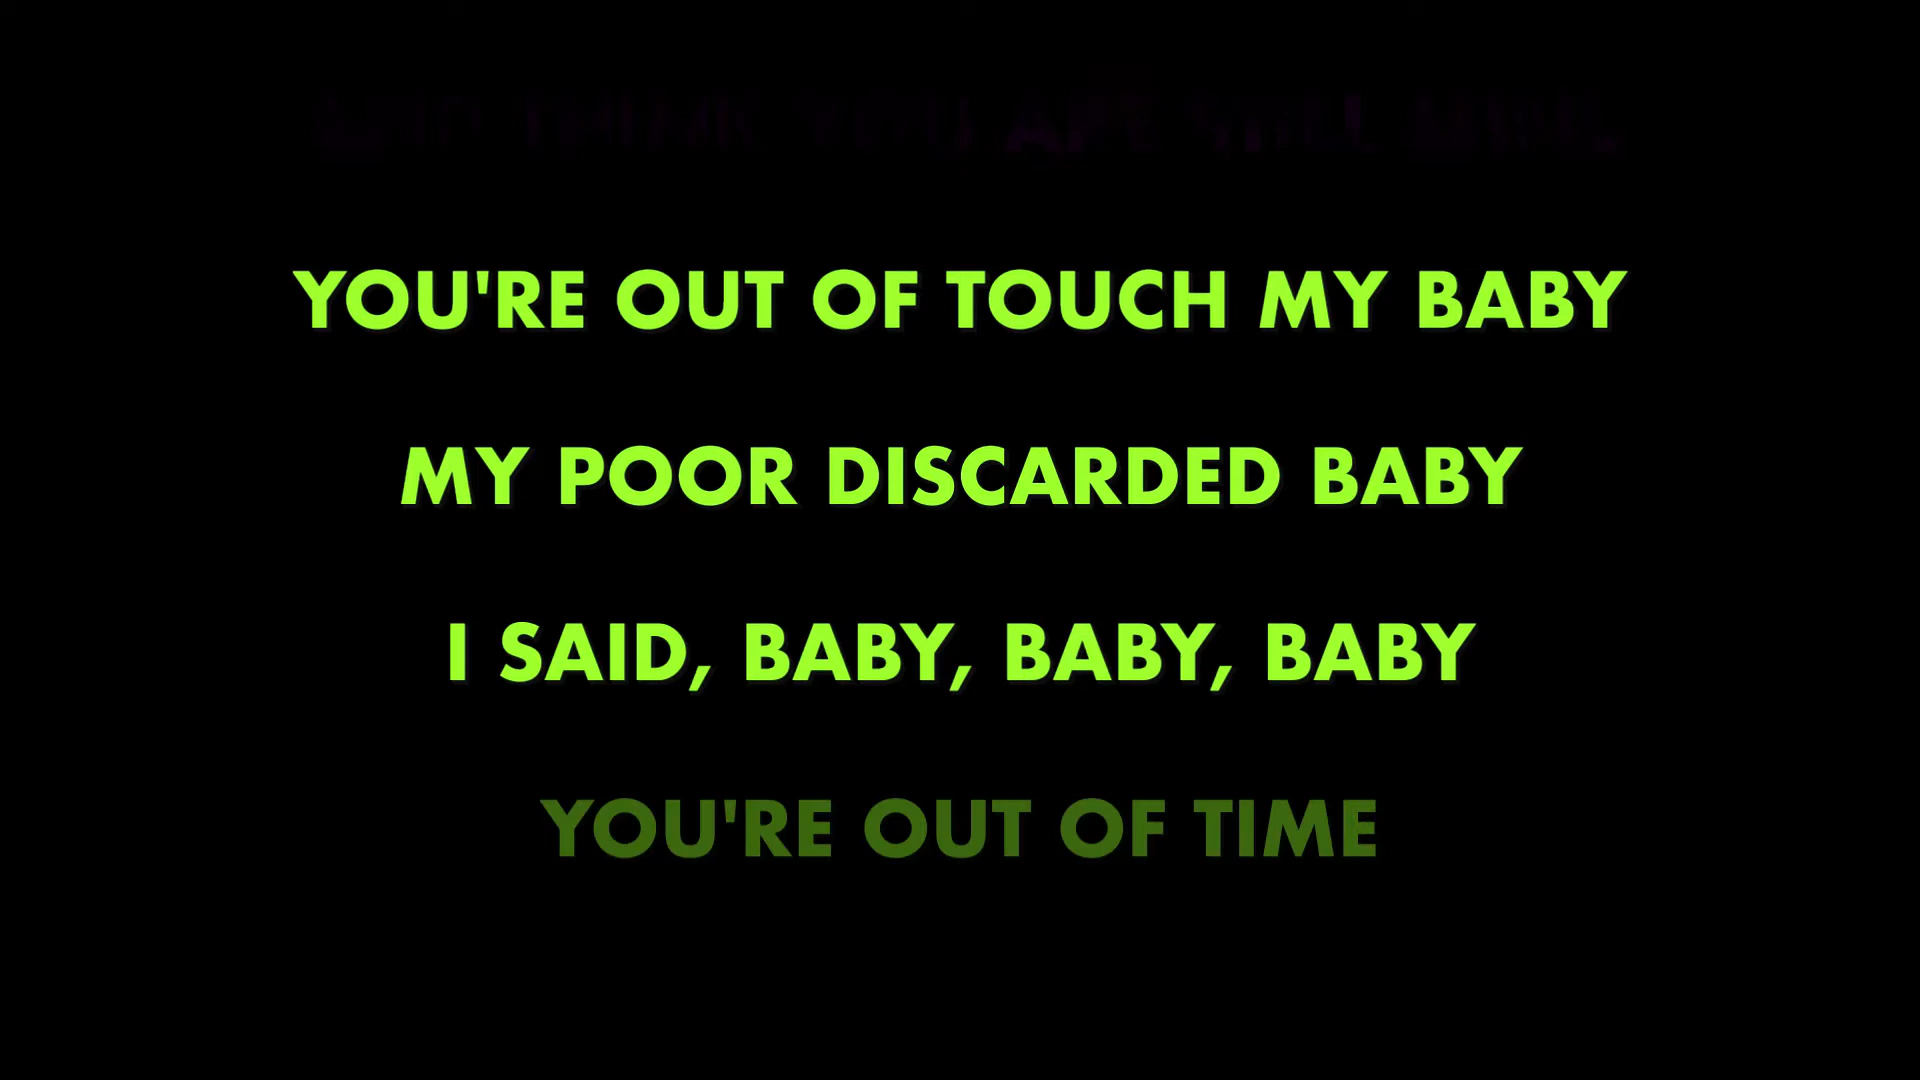 YOU'RE OUT OF TOUCH MY BABY
MY POOR DISCARDED BABY
I SAID, BABY, BABY, BABY
YOU'RE OUT OF TIME